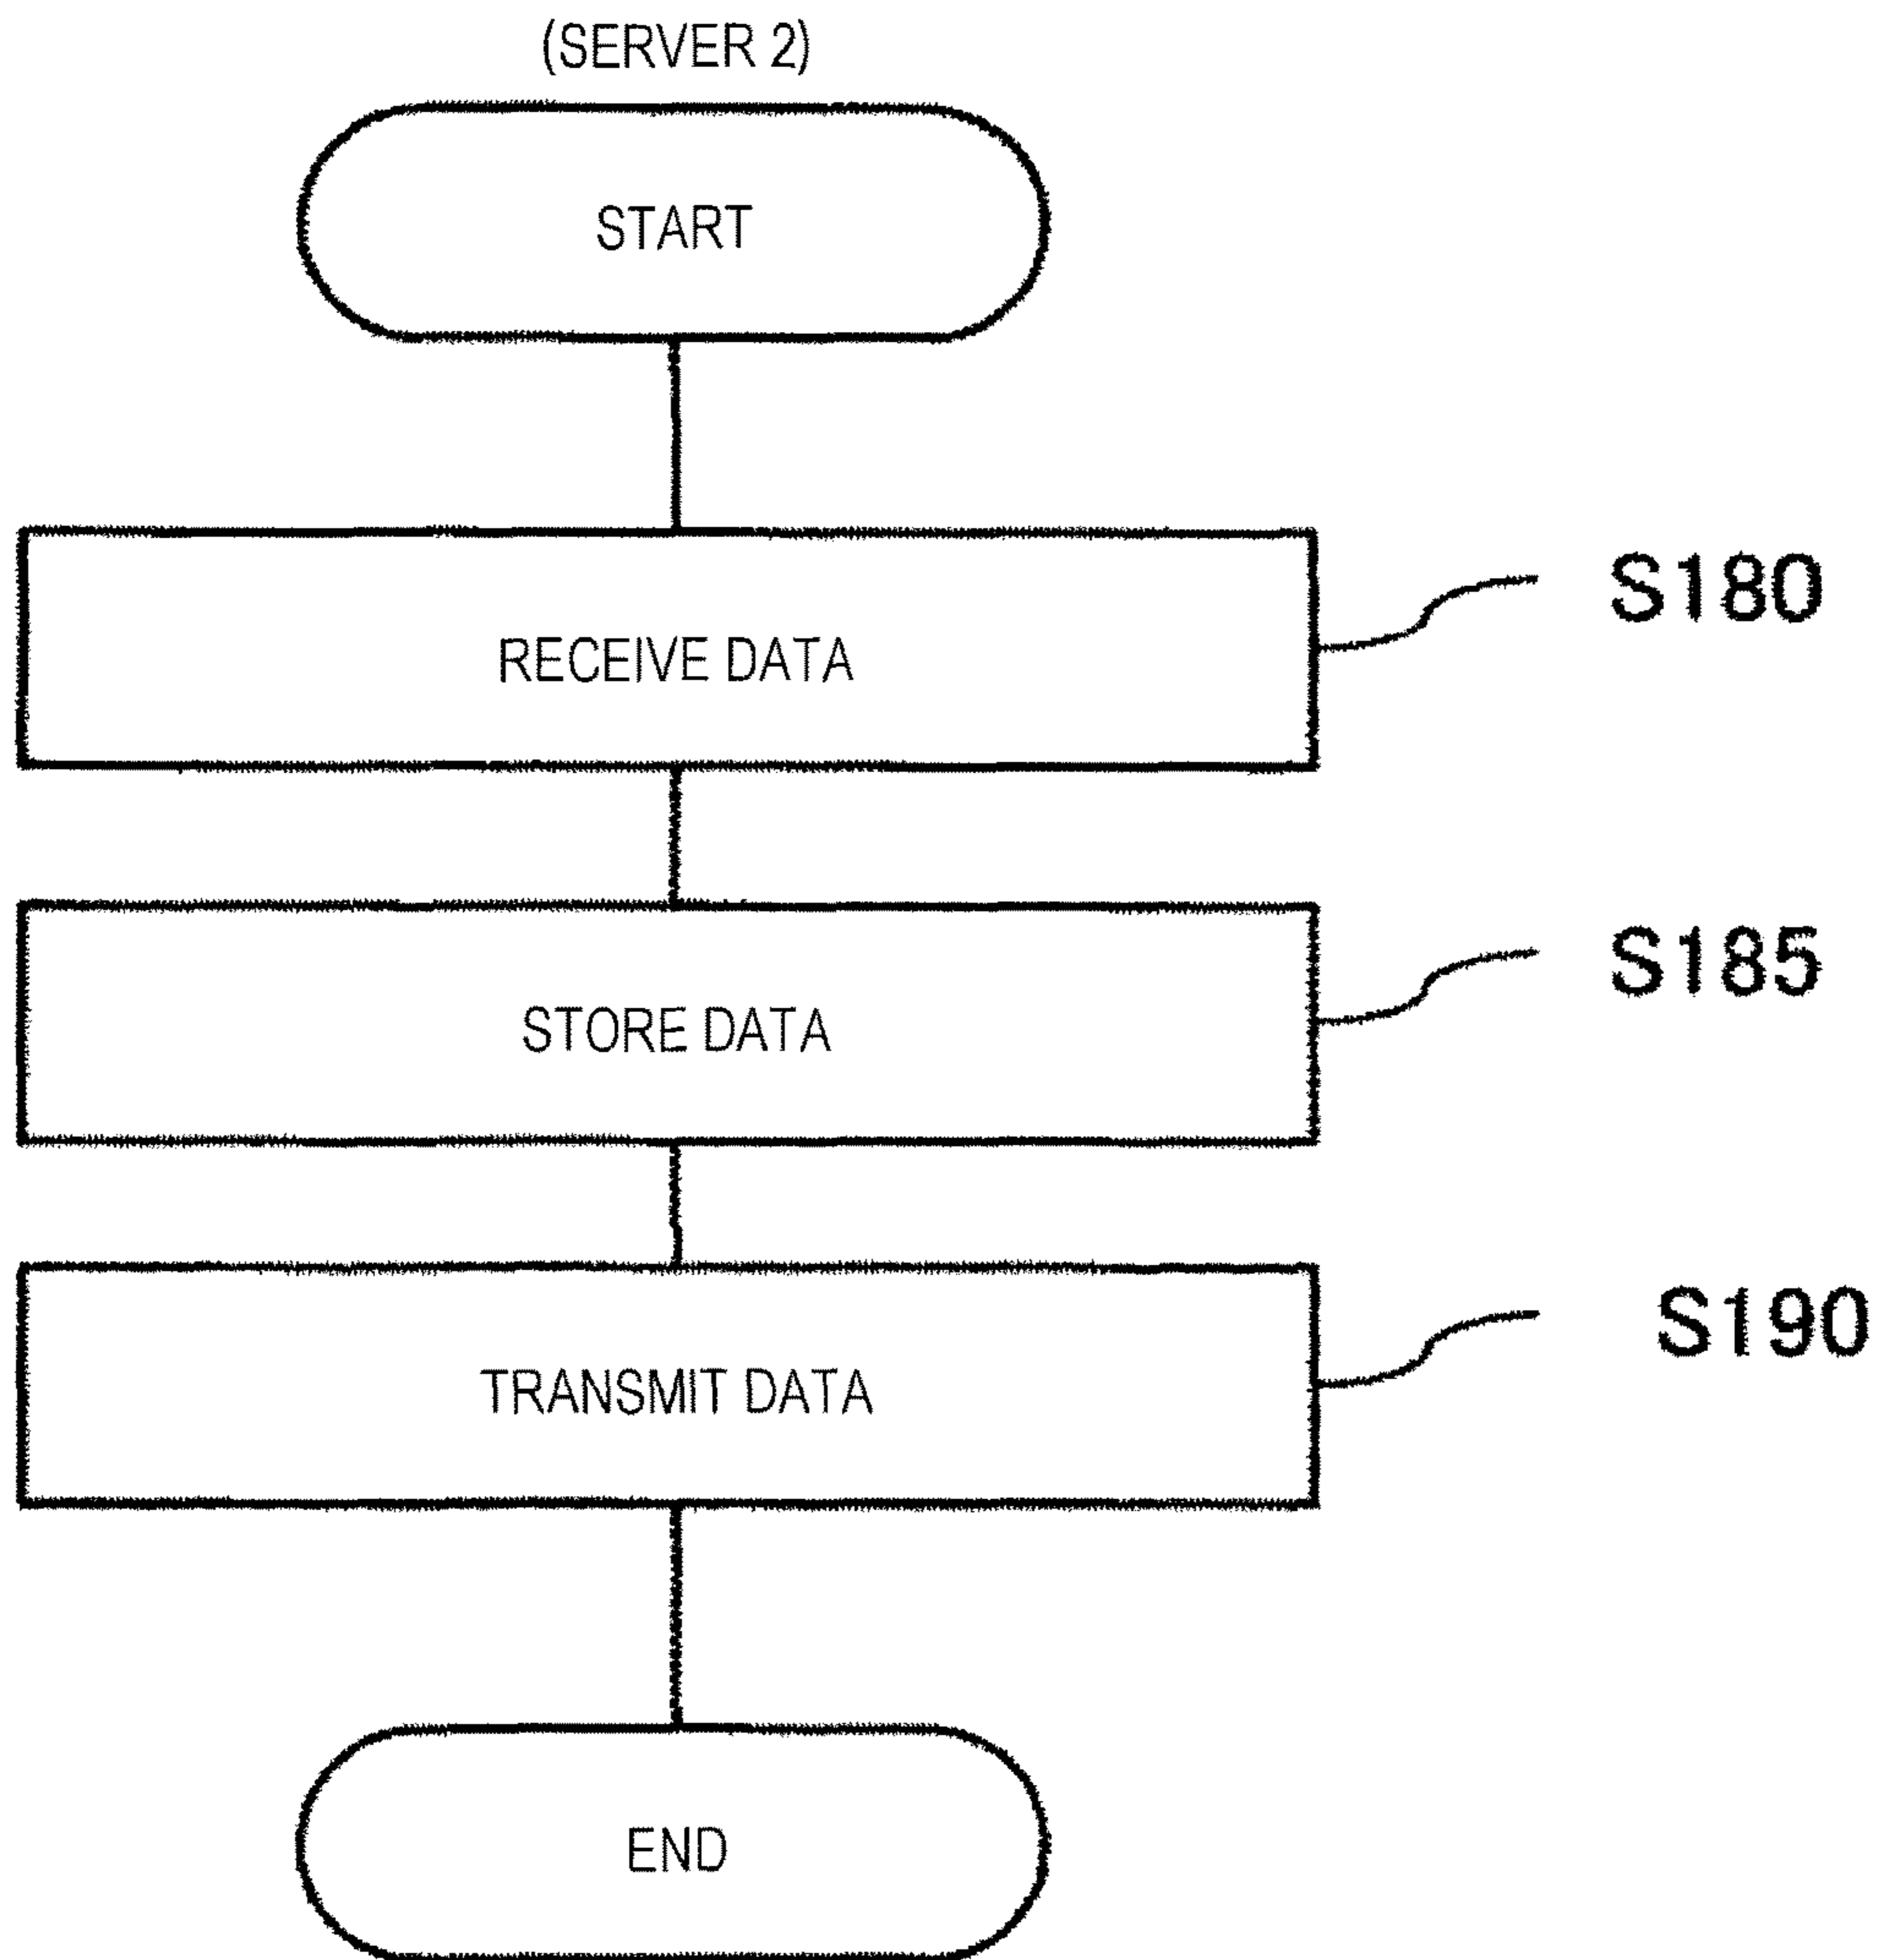 (SERVER 2)
START
RECEIVE DATA
S180
STORE DATA
S185
TRANSMIT DATA
S190
END